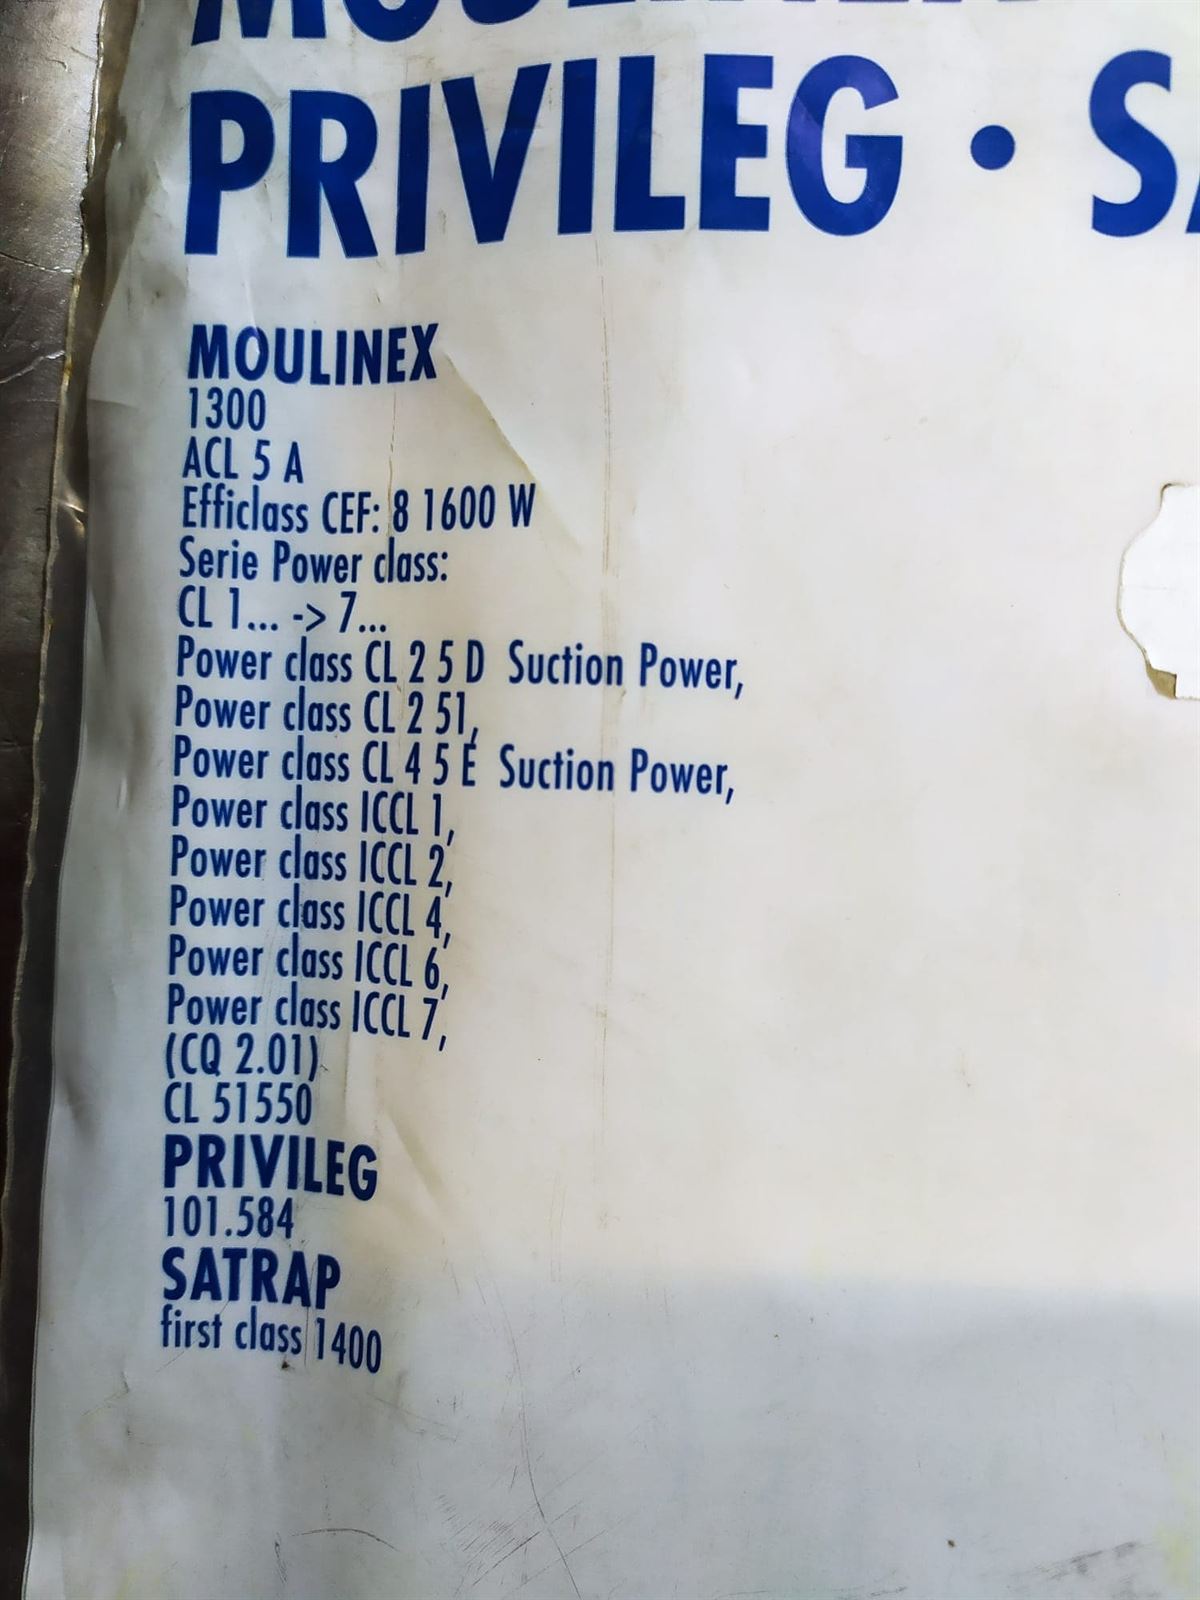 MOULINEX
PRIVILEG •
MOULINEX
1300
ACL 5 A
Efficlass CEF: 8 1600 W
Serie Power class:
CL 1... -> 7...
Power class CL 2 5 D Suction Power,
Power class CL 2 51,
Power class CL 4 5 E Suction Power,
Power class ICCL 1,
Power class ICCL 2,
Power class ICCL 4,
Power class ICCL 6,
Power class ICCL 7,
(CQ 2.01)
CL 51550
PRIVILEG
101.584
SATRAP
first class 1400